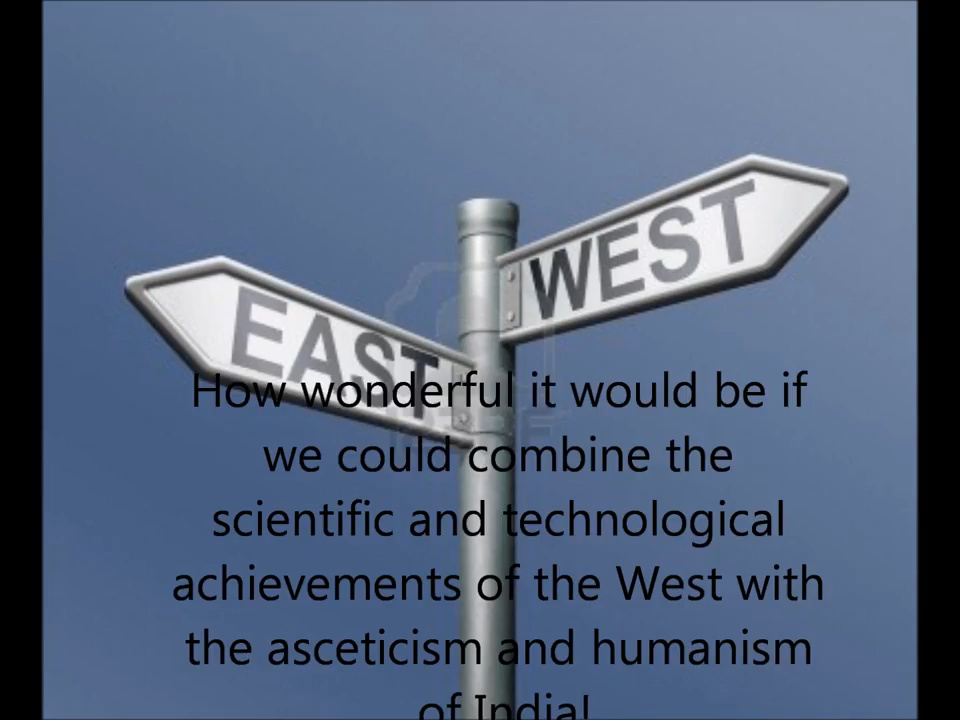 WEST
EAST
How wonderful it would be if
we could combine the
scientific and technological
achievements of the West with
the asceticism and humanism
of India!